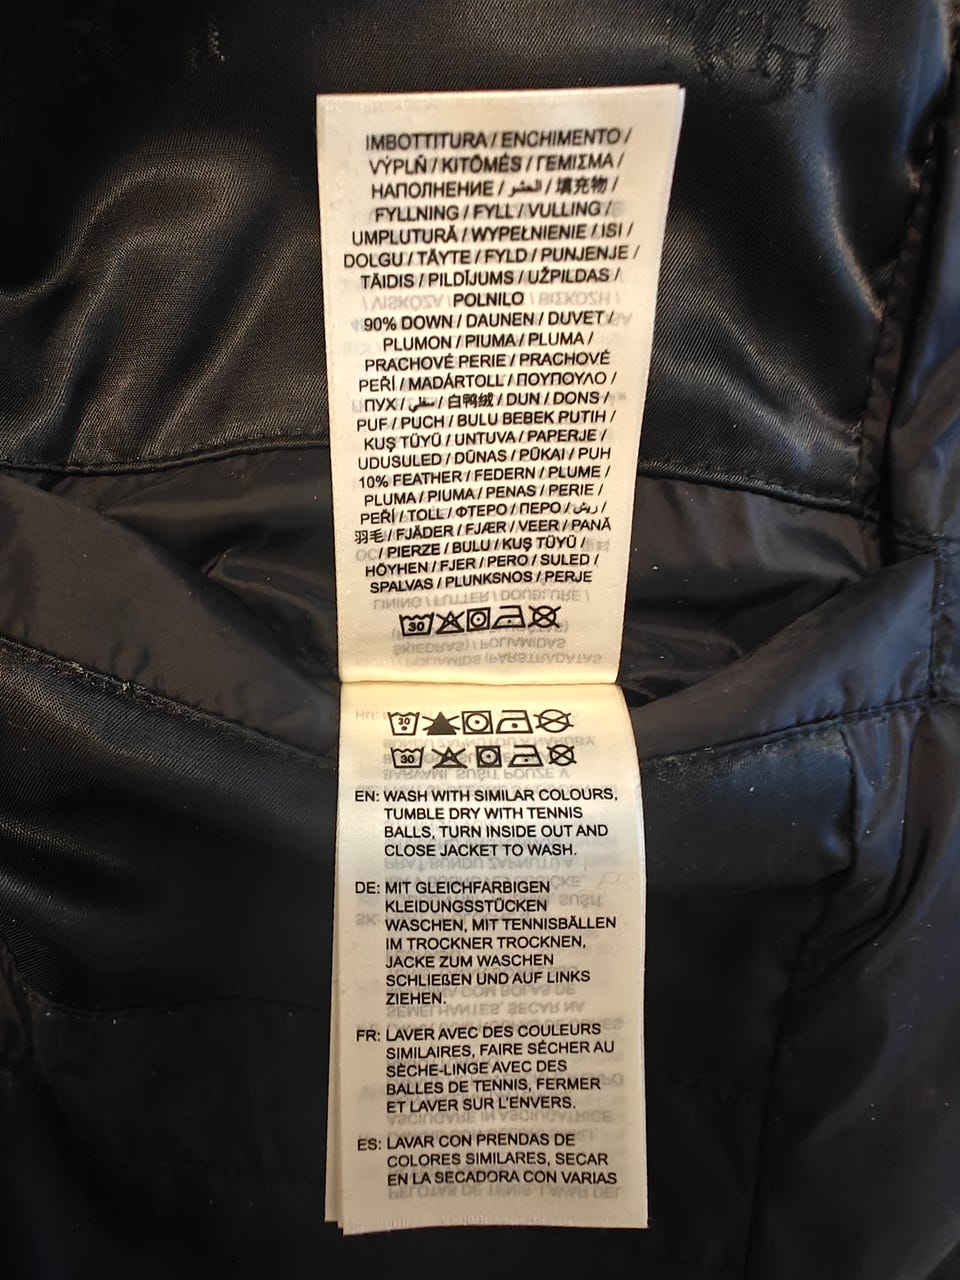 IMBOTTITURA / ENCHIMENTO /
VÝPLŇ / KITÖMÉS / ΓΕΜΙΣΜΑ /
НАПОЛНЕНИЕ / الحشو / 填充物 /
FYLLNING / FYLL / VULLING /
UMPLUTURĂ / WYPEŁNIENIE / ISI /
DOLGU / TÄYTE / FYLD / PUNJENJE /
TÄIDIS / PILDĪJUMS / UŽPILDAS /
POLNILO
90% DOWN / DAUNEN / DUVET /
PLUMON / PIUMA / PLUMA /
PRACHOVÉ PERIE / PRACHOVÉ
PEŘÍ / MADÁRTOLL / ΠΟΥΠΟΥΛΟ /
ПУХ / سفلي / 白鸭绒 / DUN / DONS /
PUF / PUCH / BULU BEBEK PUTIH /
KUŞ TÜYÜ / UNTUVA / PAPERJE /
UDUSULED / DŪNAS / PŪKAI / PUH
10% FEATHER / FEDERN / PLUME /
PLUMA / PIUMA / PENAS / PERIE /
PEŘÍ / TOLL / ΦΤΕΡΟ / ПЕРО / ريش /
羽毛 / FJÄDER / FJÆR / VEER / PANĂ
/ PIERZE / BULU / KUŞ TÜYÜ /
HÖYHEN / FJER / PERO / SULED /
SPALVAS / PLUNKSNOS / PERJE
30
30
30
EN: WASH WITH SIMILAR COLOURS,
TUMBLE DRY WITH TENNIS
BALLS, TURN INSIDE OUT AND
CLOSE JACKET TO WASH.
DE: MIT GLEICHFARBIGEN
KLEIDUNGSSTÜCKEN
WASCHEN, MIT TENNISBÄLLEN
IM TROCKNER TROCKNEN,
JACKE ZUM WASCHEN
SCHLIEßEN UND AUF LINKS
ZIEHEN.
FR: LAVER AVEC DES COULEURS
SIMILAIRES, FAIRE SÉCHER AU
SÈCHE-LINGE AVEC DES
BALLES DE TENNIS, FERMER
ET LAVER SUR L'ENVERS.
ES: LAVAR CON PRENDAS DE
COLORES SIMILARES, SECAR
EN LA SECADORA CON VARIAS